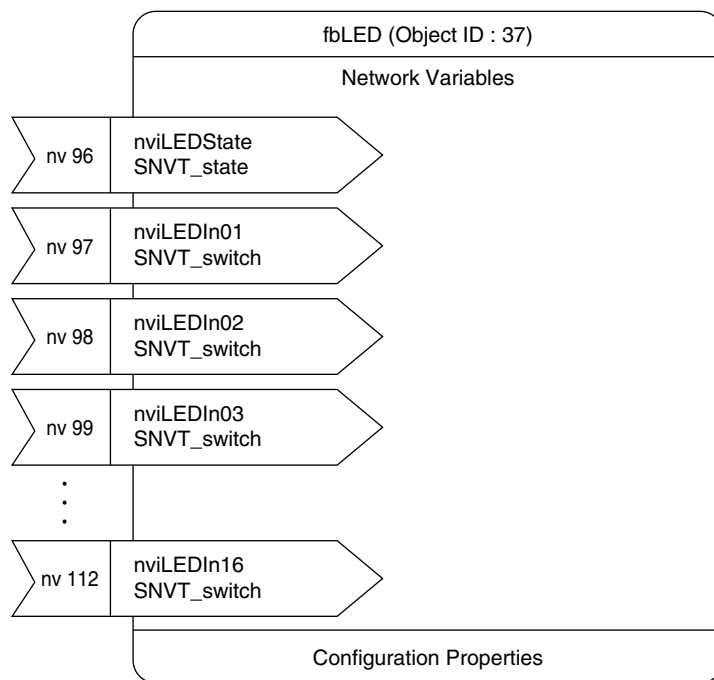 fbLED (Object ID : 37)
Network Variables
nv 96
nviLEDState
SNVT_state
nv 97
nviLEDIn01
SNVT_switch
nv 98
nviLEDIn02
SNVT_switch
nv 99
nviLEDIn03
SNVT_switch
nv 112
nviLEDIn16
SNVT_switch
Configuration Properties